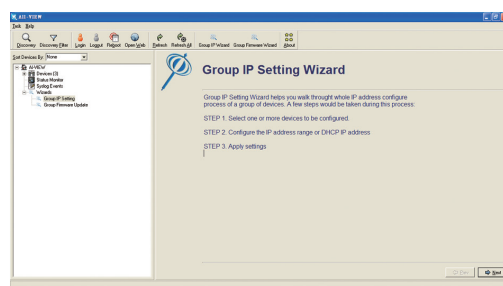 AI-VIEW
Task Help
Discovery Discovery Filter Login Logout Reboot Open Web Refresh Refresh All Group IP Wizard Group Firmware Wizard About
Sort Devices By: None
AI-VIEW
Devices (3)
Status Monitor
Syslog Events
Wizards
Group IP Setting
Group Firmware Update
Group IP Setting Wizard
Group IP Setting Wizard helps you walk throught whole IP address configure
process of a group of devices. A few steps would be taken during this process:
STEP 1. Select one or more devices to be configured.
STEP 2. Configure the IP address range or DHCP IP address
STEP 3. Apply settings
Prev Next